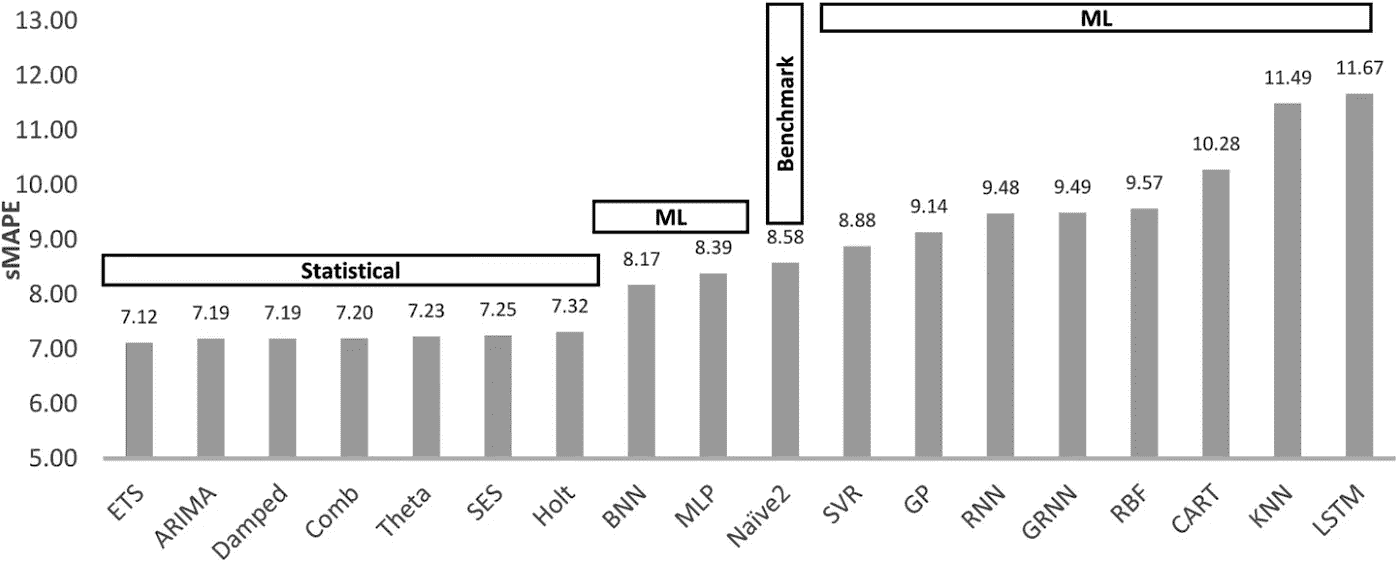 13.00
12.00
11.00
10.00
9.00
8.00
7.00
6.00
5.00
sMAPE
Statistical
ML
Benchmark
ML
7.12 7.19 7.19 7.20 7.23 7.25 7.32 8.17 8.39 8.58 8.88 9.14 9.48 9.49 9.57 10.28 11.49 11.67
ETS ARIMA Damped Comb Theta SES Holt BNN MLP Naïve2 SVR GP RNN GRNN RBF CART KNN LSTM